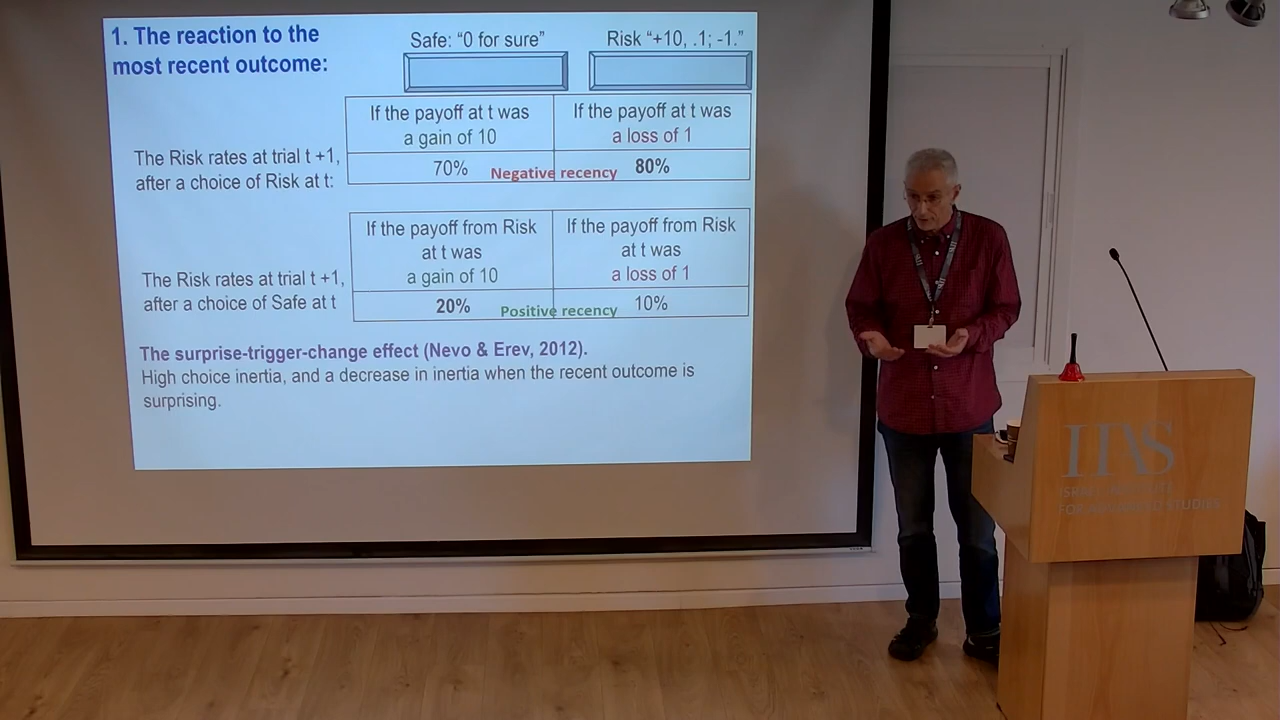 1. The reaction to the
most recent outcome:
Safe: “0 for sure”
Risk “+10, .1; -1.”
If the payoff at t was
a gain of 10
If the payoff at t was
a loss of 1
The Risk rates at trial t +1,
after a choice of Risk at t:
70%
Negative recency
80%
If the payoff from Risk
at t was
a gain of 10
If the payoff from Risk
at t was
a loss of 1
The Risk rates at trial t +1,
after a choice of Safe at t
20%
Positive recency
10%
The surprise-trigger-change effect (Nevo & Erev, 2012).
High choice inertia, and a decrease in inertia when the recent outcome is
surprising.
IIAS
ISRAEL INSTITUTE
FOR ADVANCED STUDIES